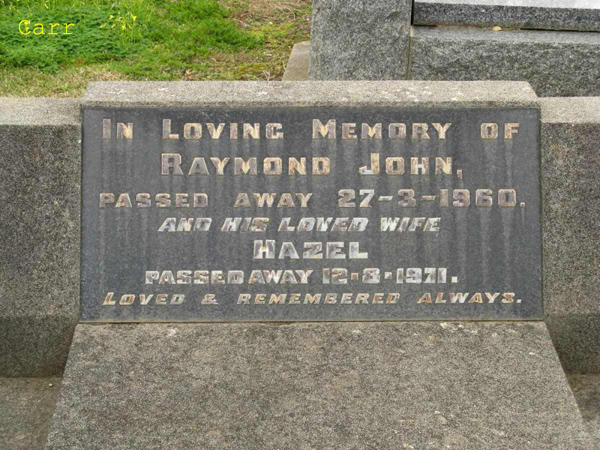 Carr
IN LOVING MEMORY OF
RAYMOND JOHN,
PASSED AWAY 27-3-1960.
AND HIS LOVED WIFE
HAZEL
PASSED AWAY 12-8-1971.
LOVED & REMEMBERED ALWAYS.